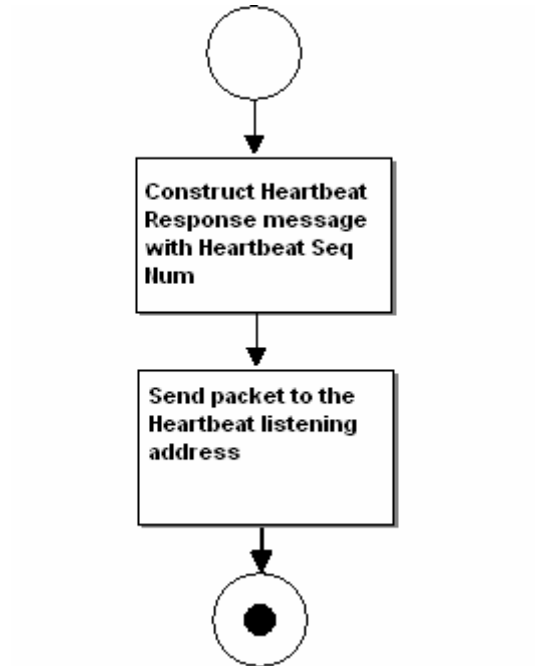 Construct Heartbeat
Response message
with Heartbeat Seq
Num
Send packet to the
Heartbeat listening
address